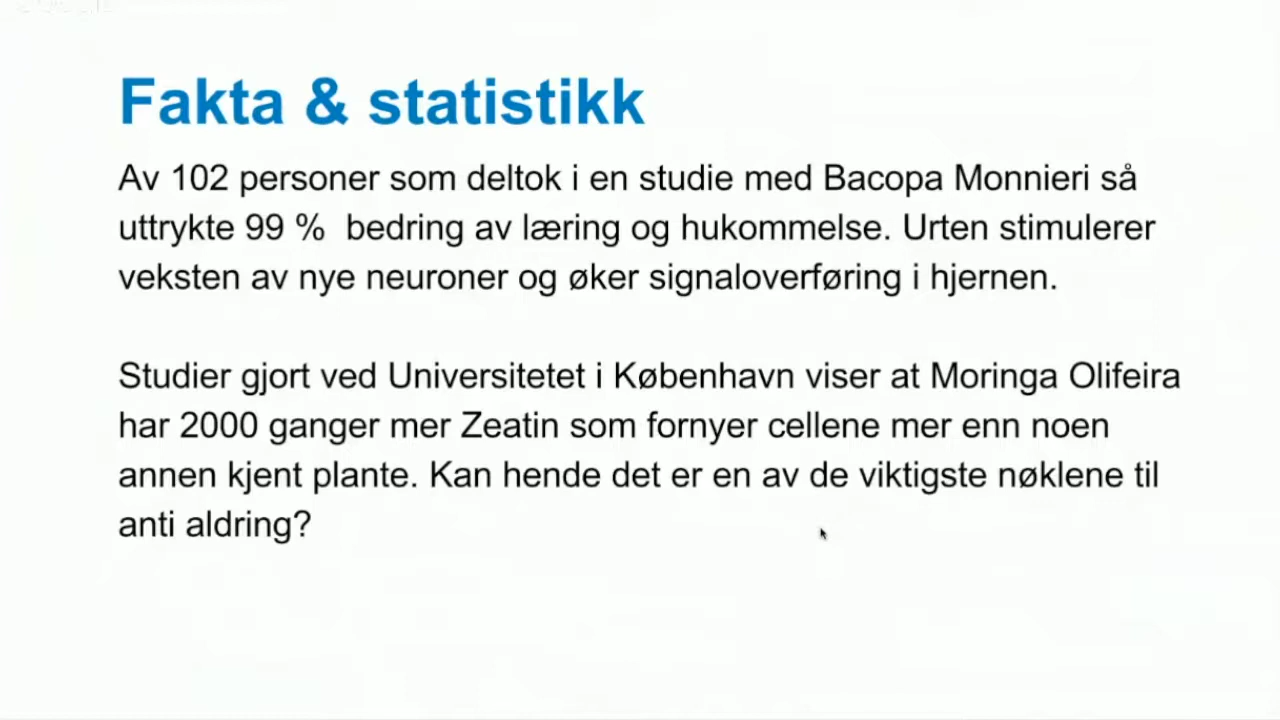 Fakta & statistikk
Av 102 personer som deltok i en studie med Bacopa Monnieri så
uttrykte 99 %  bedring av læring og hukommelse. Urten stimulerer
veksten av nye neuroner og øker signaloverføring i hjernen.
Studier gjort ved Universitetet i København viser at Moringa Olifeira
har 2000 ganger mer Zeatin som fornyer cellene mer enn noen
annen kjent plante. Kan hende det er en av de viktigste nøklene til
anti aldring?